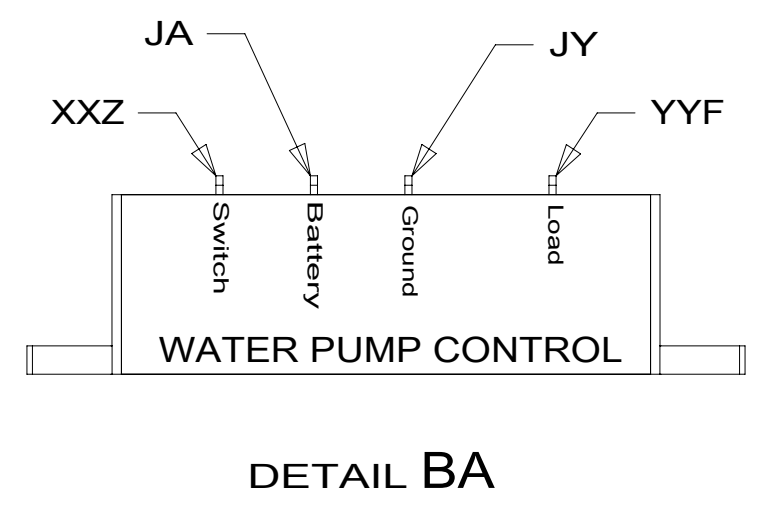 JA
JY
XXZ
YYF
Switch
Battery
Ground
Load
WATER PUMP CONTROL
DETAIL BA